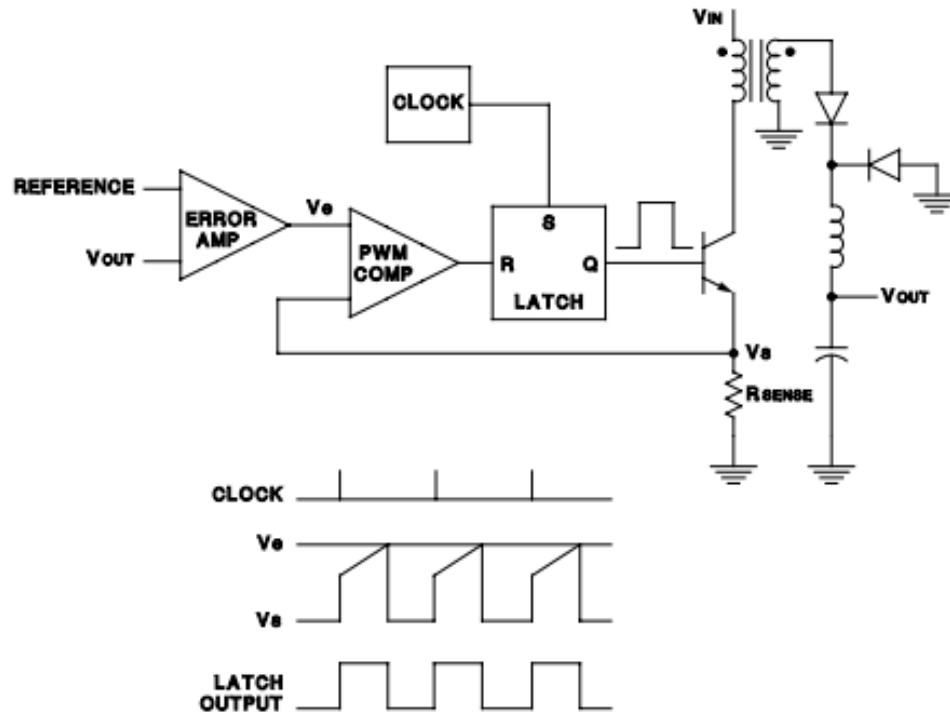 VIN
CLOCK
REFERENCE
ERROR
AMP
Ve
VOUT
PWM
COMP
S
R
Q
LATCH
VOUT
Vs
RSENSE
CLOCK
Ve
Vs
LATCH
OUTPUT